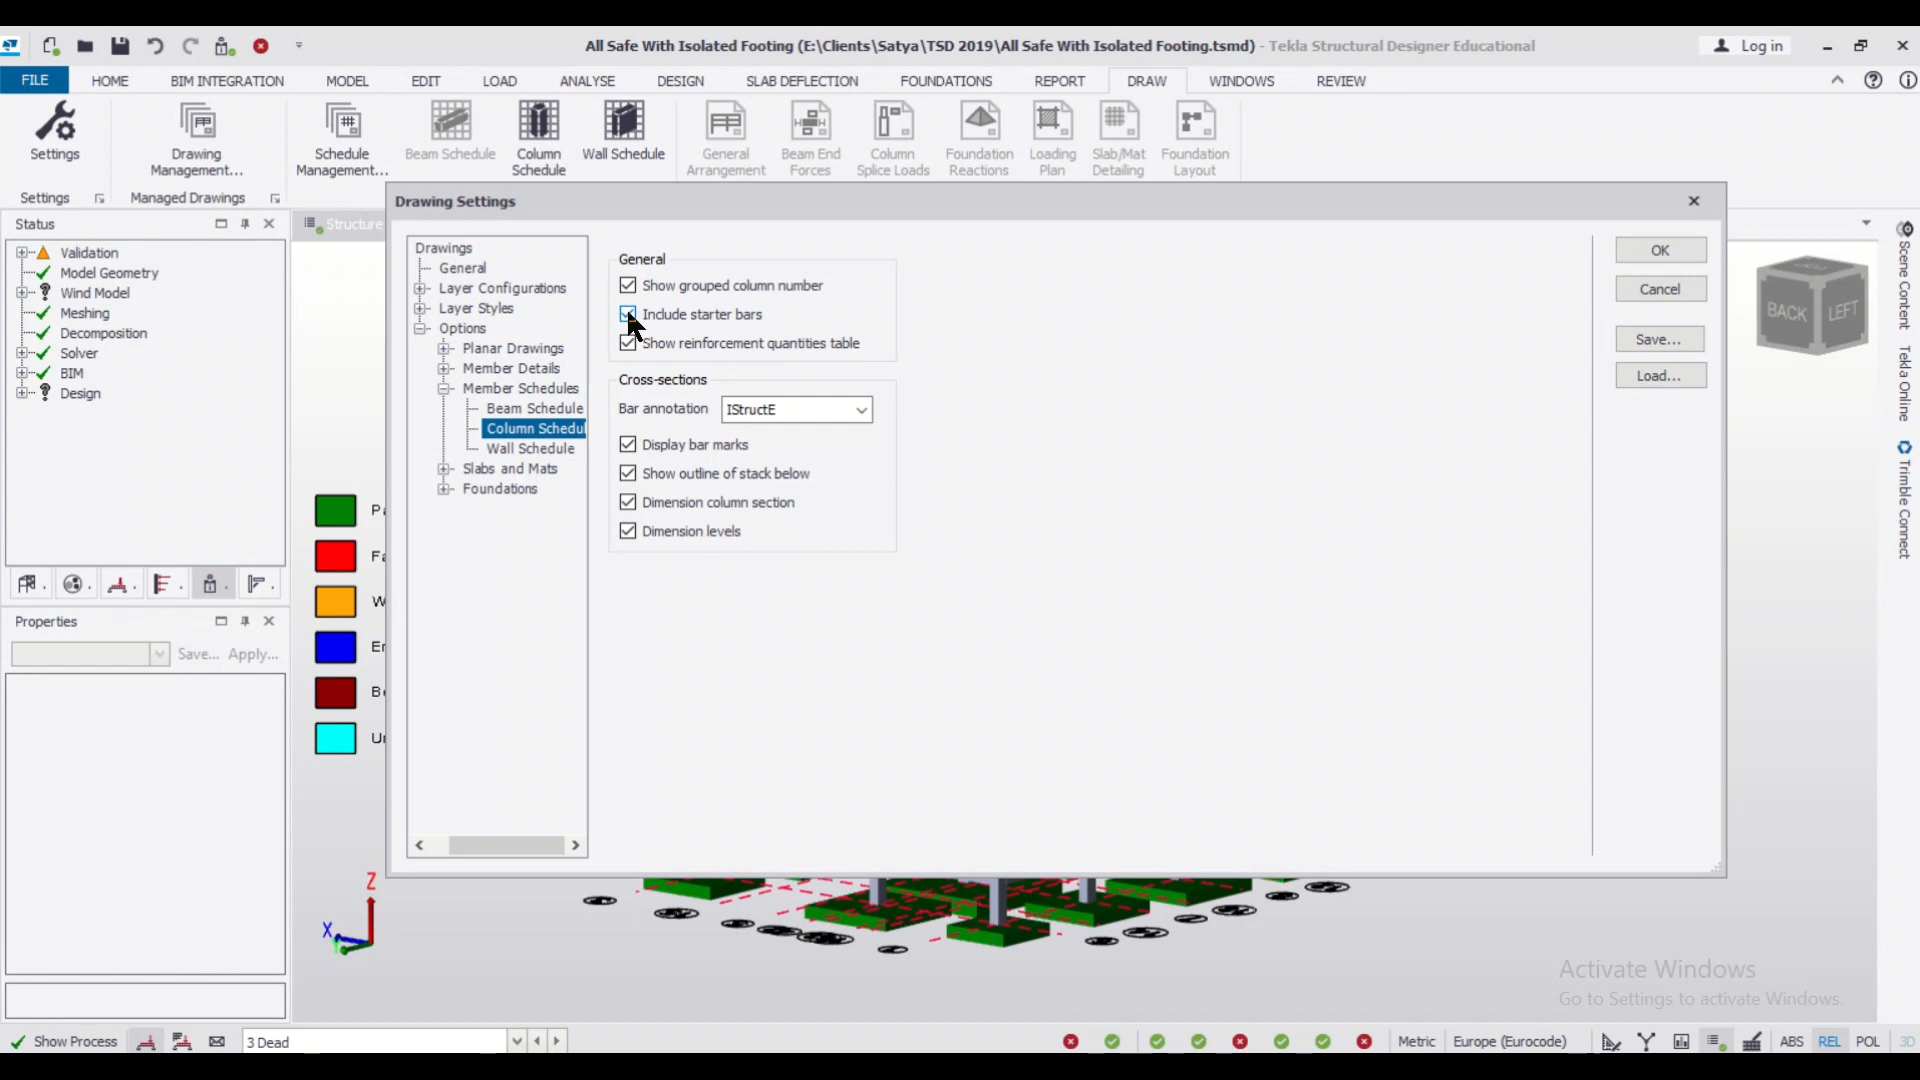 All Safe With Isolated Footing (E:\Clients\Satya\TSD 2019\All Safe With Isolated Footing.tsmd) - Tekla Structural Designer Educational
Log in
FILE HOME BIM INTEGRATION MODEL EDIT LOAD ANALYSE DESIGN SLAB DEFLECTION FOUNDATIONS REPORT DRAW WINDOWS REVIEW
Settings
Drawing Management...
Schedule Management...
Beam Schedule
Column Schedule
Wall Schedule
General Arrangement
Beam End Forces
Column Splice Loads
Foundation Reactions
Loading Plan
Slab/Mat Detailing
Foundation Layout
Settings
Managed Drawings
Status
Validation
Model Geometry
Wind Model
Meshing
Decomposition
Solver
BIM
Design
Properties
Save... Apply...
Structure
Drawing Settings
Drawings
General
Layer Configurations
Layer Styles
Options
Planar Drawings
Member Details
Member Schedules
Beam Schedule
Column Schedul
Wall Schedule
Slabs and Mats
Foundations
General
Show grouped column number
Include starter bars
Show reinforcement quantities table
Cross-sections
Bar annotation IStructE
Display bar marks
Show outline of stack below
Dimension column section
Dimension levels
OK
Cancel
Save...
Load...
BACK LEFT
Scene Content
Tekla Online
Trimble Connect
Z
X
Activate Windows
Go to Settings to activate Windows.
Show Process
3 Dead
Metric Europe (Eurocode) ABS REL POL 3D